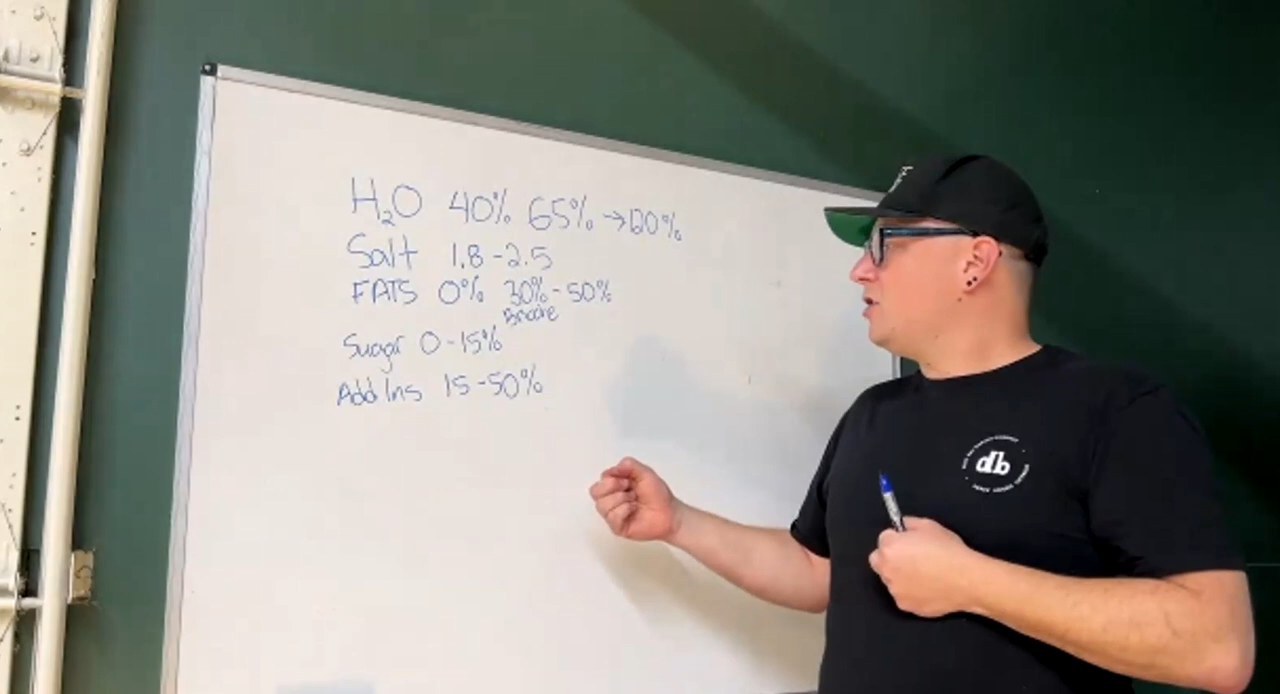 H₂O 40% 65% →120%
Salt 1.8 - 2.5
FATS 0% 30% - 50%
Brioche
Sugar 0 - 15%
Add Ins 15 - 50%
db